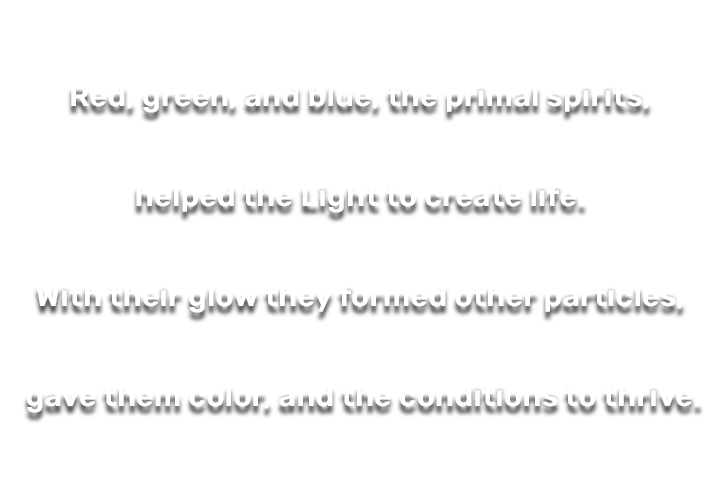 Red, green, and blue, the primal spirits,
helped the Light to create life.
With their glow they formed other particles,
gave them color, and the conditions to thrive.